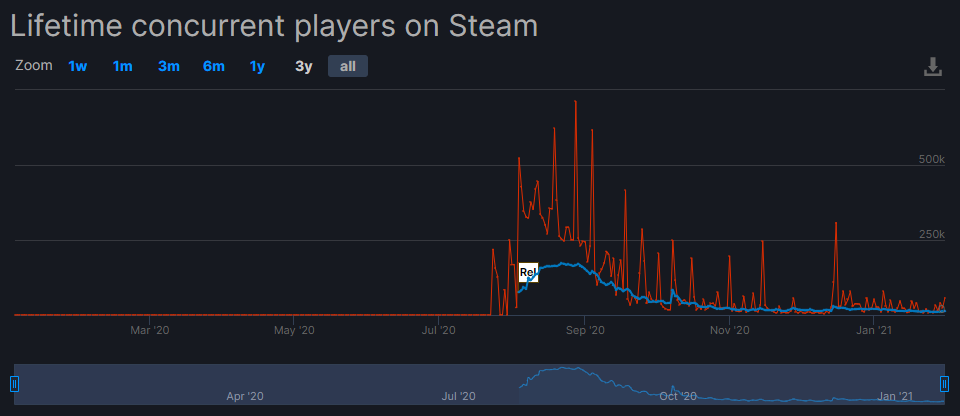 Lifetime concurrent players on Steam
Zoom 1w 1m 3m 6m 1y 3y all
500k
250k
Rel
Mar '20 May '20 Jul '20 Sep '20 Nov '20 Jan '21
Apr '20 Jul '20 Oct '20 Jan '21